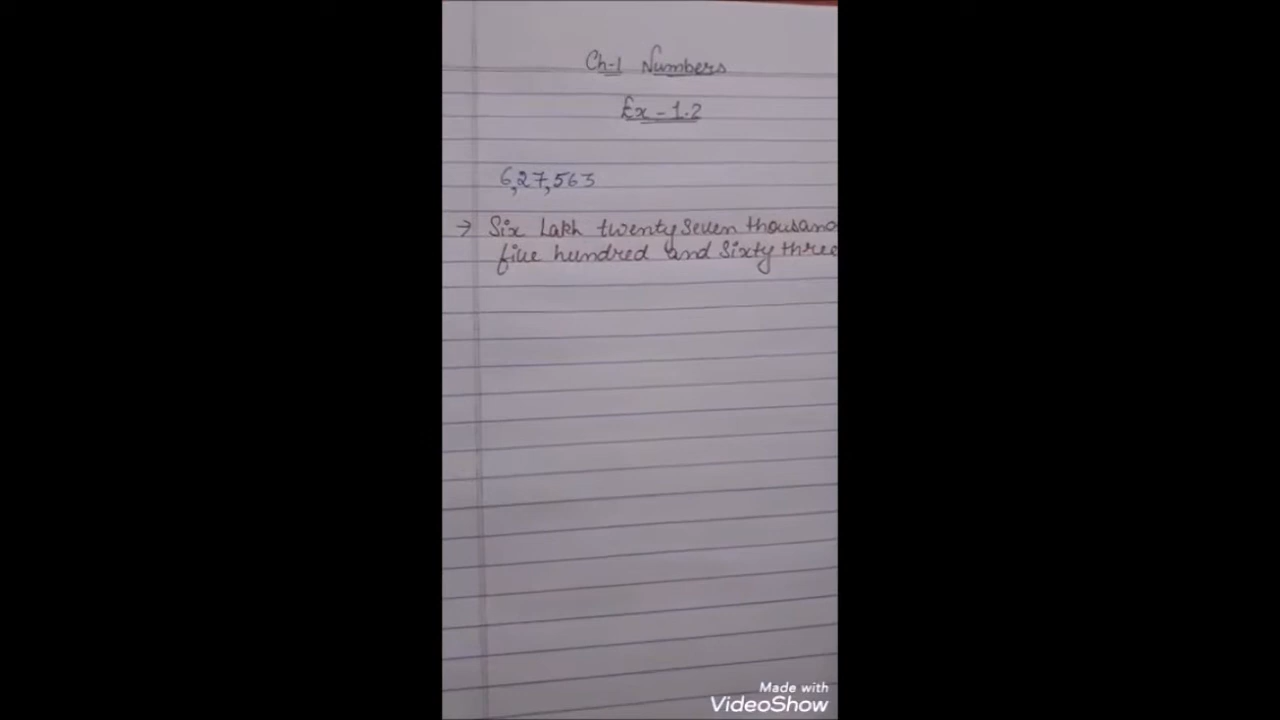 Ch-1 Numbers
Ex - 1.2
6,27,563
→ Six Lakh twenty seven thousand
five hundred and Sixty three
Made with
VideoShow